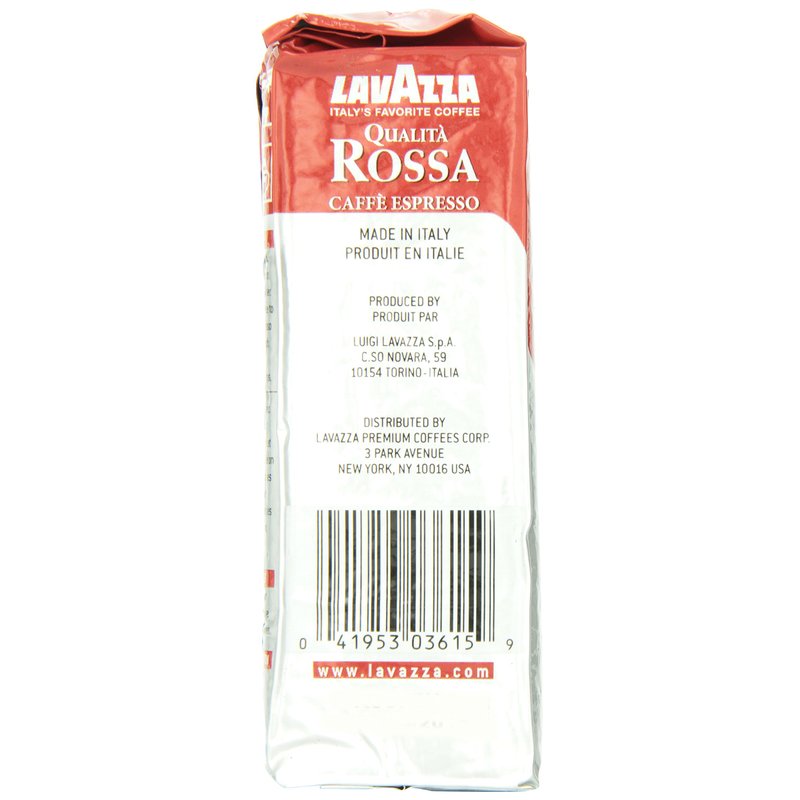 LAVAZZA
ITALY'S FAVORITE COFFEE
QUALITÀ
ROSSA
CAFFÈ ESPRESSO
MADE IN ITALY
PRODUIT EN ITALIE
PRODUCED BY
PRODUIT PAR
LUIGI LAVAZZA S.p.A.
C.SO NOVARA, 59
10154 TORINO-ITALIA
DISTRIBUTED BY
LAVAZZA PREMIUM COFFEES CORP.
3 PARK AVENUE
NEW YORK, NY 10016 USA
0 41953 03615 9
www.lavazza.com